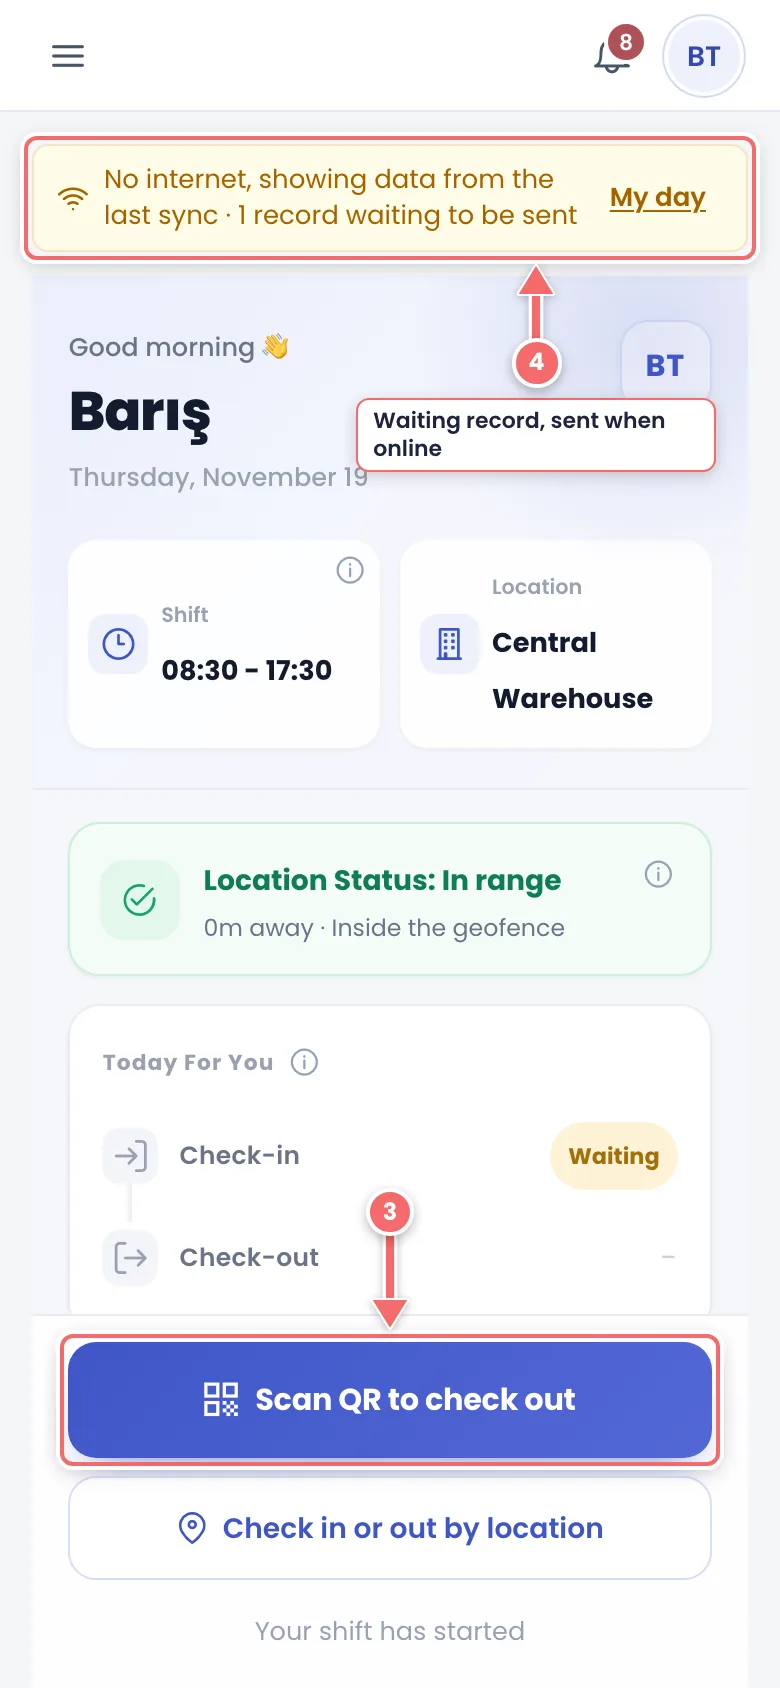 8
BT
No internet, showing data from the
last sync · 1 record waiting to be sent
My day
4
Waiting record, sent when
online
Good morning 👋
BT
Barış
Thursday, November 19
Shift
08:30 - 17:30
Location
Central
Warehouse
Location Status: In range
0m away · Inside the geofence
Today For You
Check-in
Waiting
3
Check-out
–
Scan QR to check out
Check in or out by location
Your shift has started